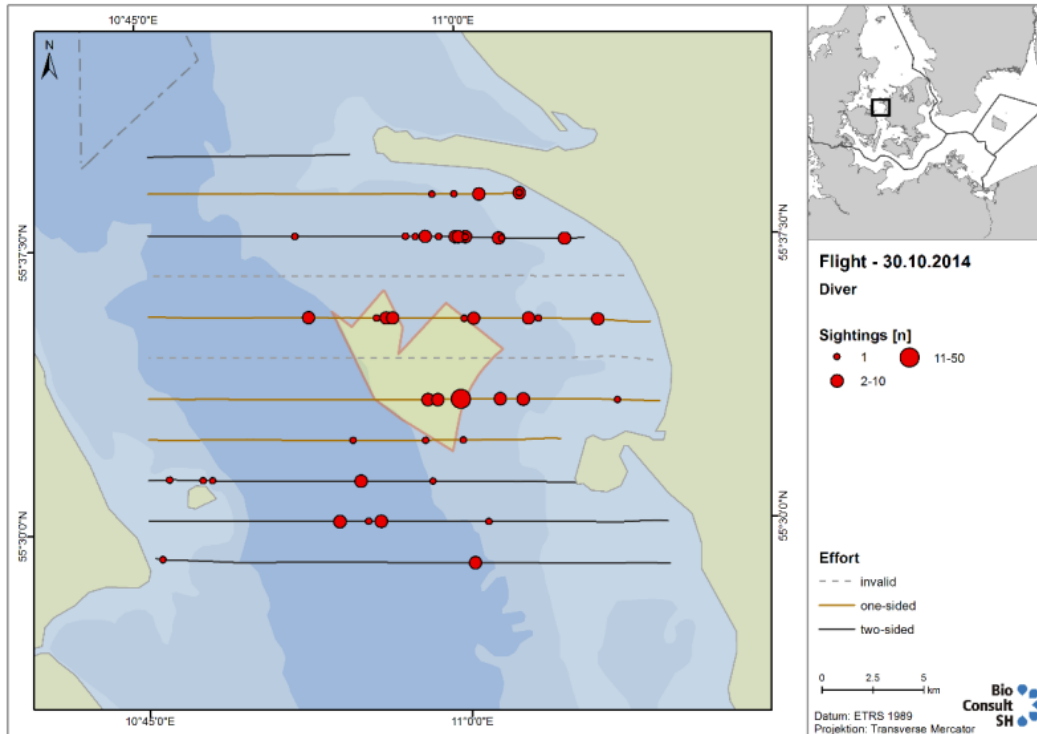 10°45'0"E
11°0'0"E
N
55°37'30"N
55°37'30"N
55°30'0"N
55°30'0"N
10°45'0"E
11°0'0"E
Flight - 30.10.2014
Diver
Sightings [n]
1
11-50
2-10
Effort
invalid
one-sided
two-sided
0 2.5 5
km
Bio
Consult
SH
Datum: ETRS 1989
Projektion: Transverse Mercator